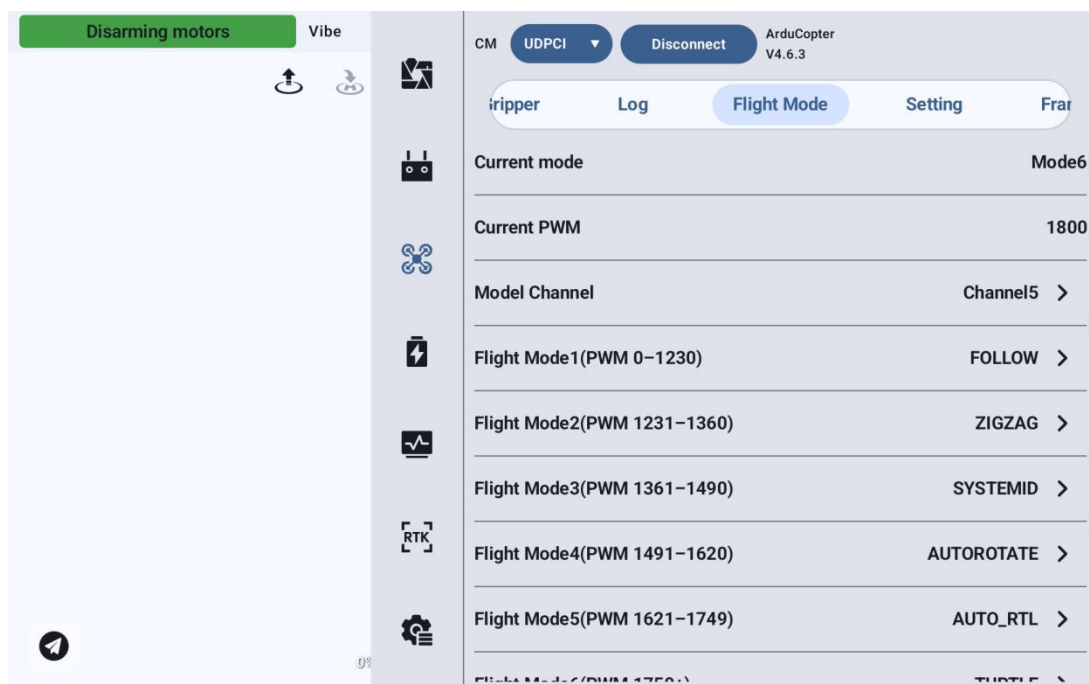 Disarming motors
Vibe
CM
UDPCI
Disconnect
ArduCopter
V4.6.3
Log
Flight Mode
Setting
Current mode
Mode6
Current PWM
1800
Model Channel
Channel5
Flight Mode1(PWM 0–1230)
FOLLOW
Flight Mode2(PWM 1231–1360)
ZIGZAG
Flight Mode3(PWM 1361–1490)
SYSTEMID
RTK
Flight Mode4(PWM 1491–1620)
AUTOROTATE
Flight Mode5(PWM 1621–1749)
AUTO_RTL